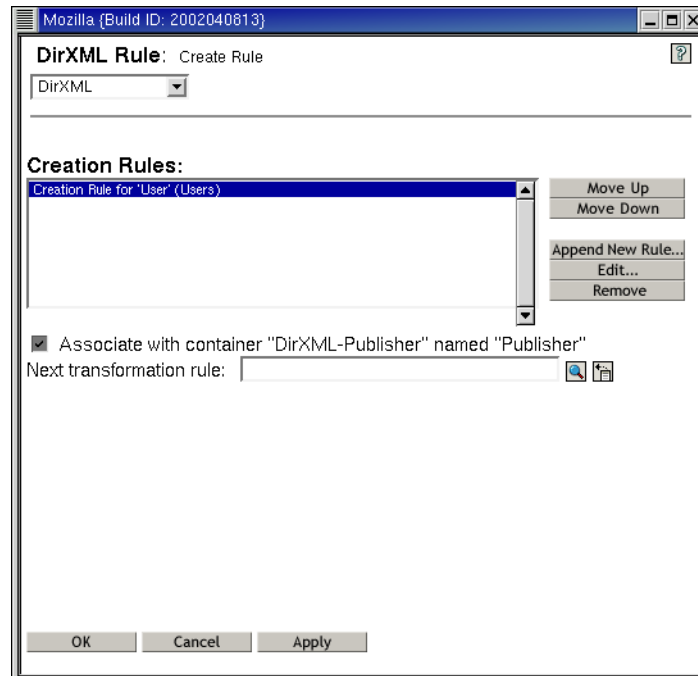 Mozilla {Build ID: 2002040813}
DirXML Rule: Create Rule
?
DirXML
Creation Rules:
Creation Rule for 'User' (Users)
Move Up
Move Down
Append New Rule...
Edit...
Remove
Associate with container "DirXML-Publisher" named "Publisher"
Next transformation rule:
OK Cancel Apply